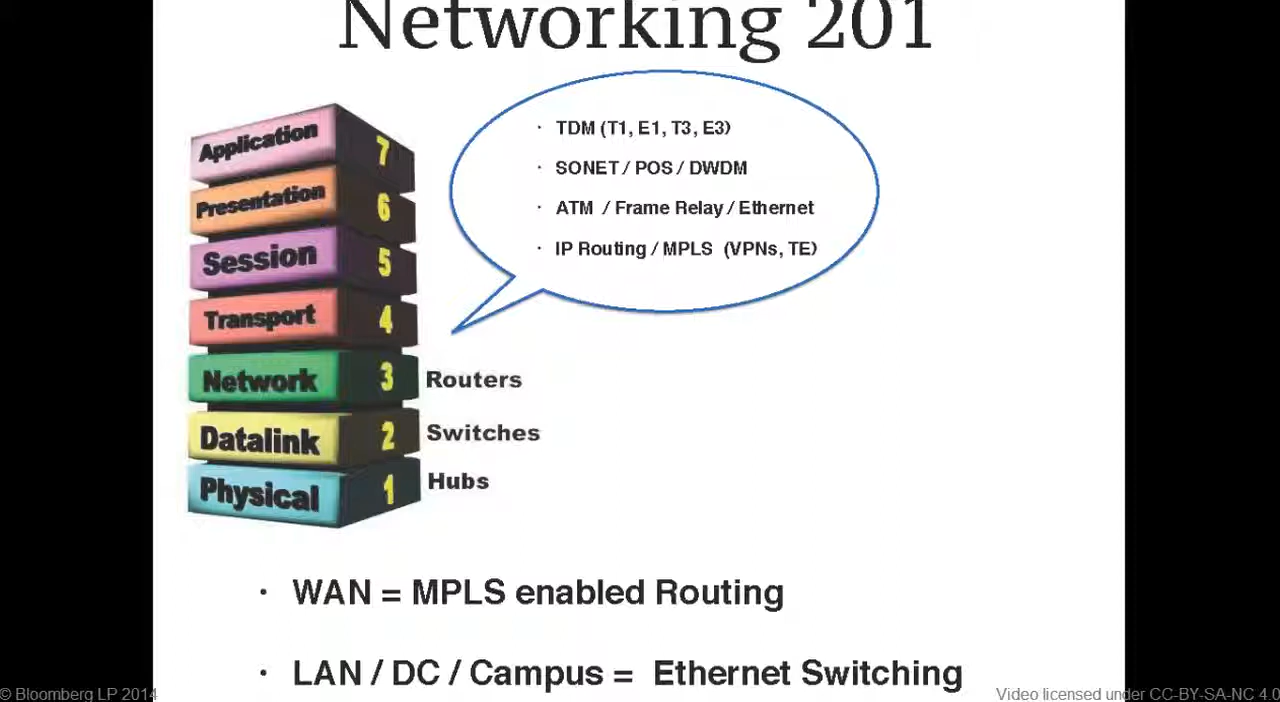 Networking 201
Application 7
Presentation 6
Session 5
Transport 4
Network 3 Routers
Datalink 2 Switches
Physical 1 Hubs
· TDM (T1, E1, T3, E3)
· SONET / POS / DWDM
· ATM / Frame Relay / Ethernet
· IP Routing / MPLS (VPNs, TE)
· WAN = MPLS enabled Routing
· LAN / DC / Campus = Ethernet Switching
© Bloomberg LP 2014
Video licensed under CC-BY-SA-NC 4.0